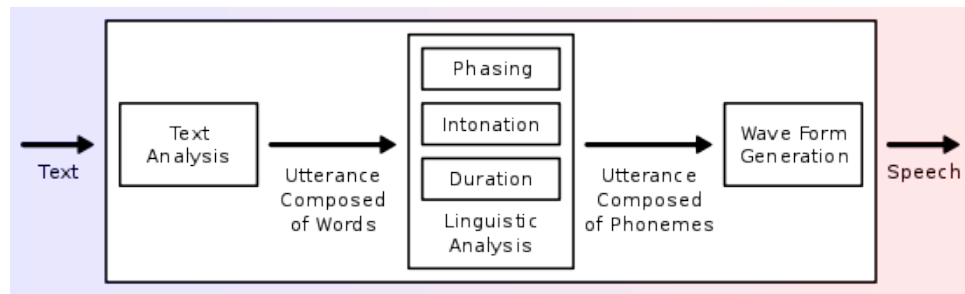 Text
Text
Analysis
Utterance
Composed
of Words
Phasing
Intonation
Duration
Linguistic
Analysis
Utterance
Composed
of Phonemes
Wave Form
Generation
Speech